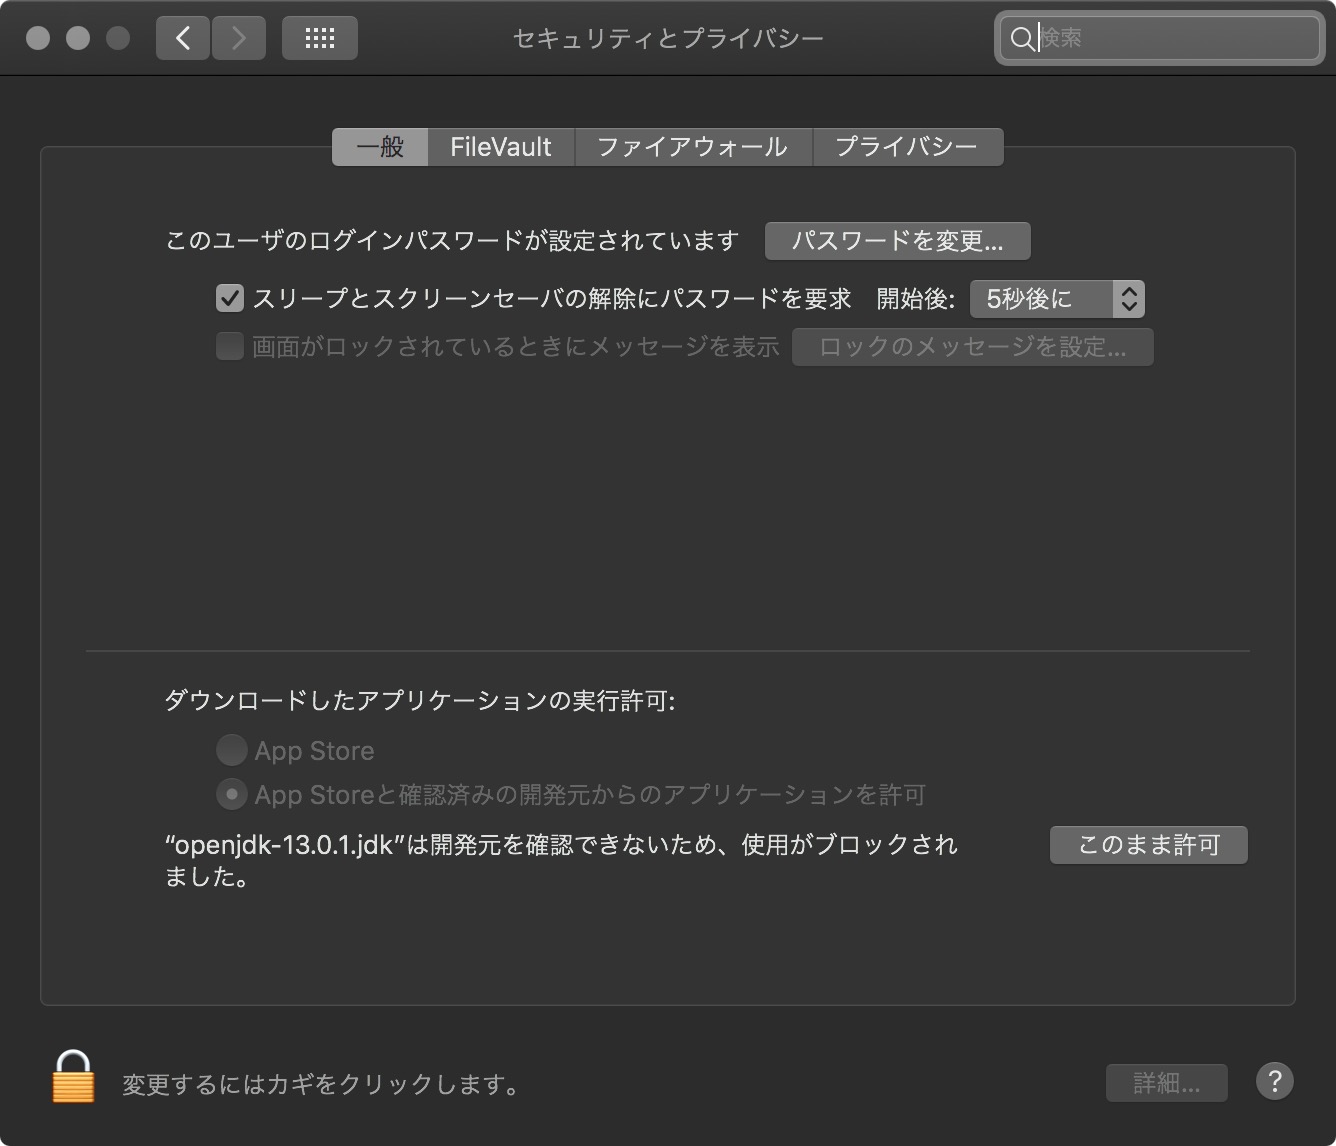 セキュリティとプライバシー
検索
一般
FileVault
ファイアウォール
プライバシー
このユーザのログインパスワードが設定されています
パスワードを変更...
スリープとスクリーンセーバの解除にパスワードを要求
開始後:
5秒後に
画面がロックされているときにメッセージを表示
ロックのメッセージを設定...
ダウンロードしたアプリケーションの実行許可:
App Store
App Storeと確認済みの開発元からのアプリケーションを許可
“openjdk-13.0.1.jdk”は開発元を確認できないため、使用がブロックされ
ました。
このまま許可
変更するにはカギをクリックします。
詳細...
?